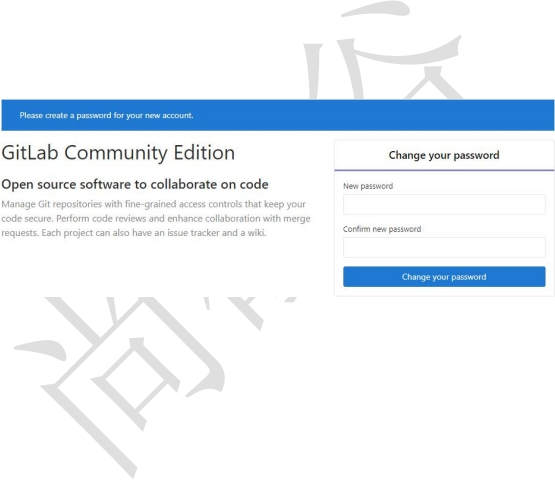 Please create a password for your new account.
GitLab Community Edition
Open source software to collaborate on code
Manage Git repositories with fine-grained access controls that keep your
code secure. Perform code reviews and enhance collaboration with merge
requests. Each project can also have an issue tracker and a wiki.
Change your password
New password
Confirm new password
Change your password